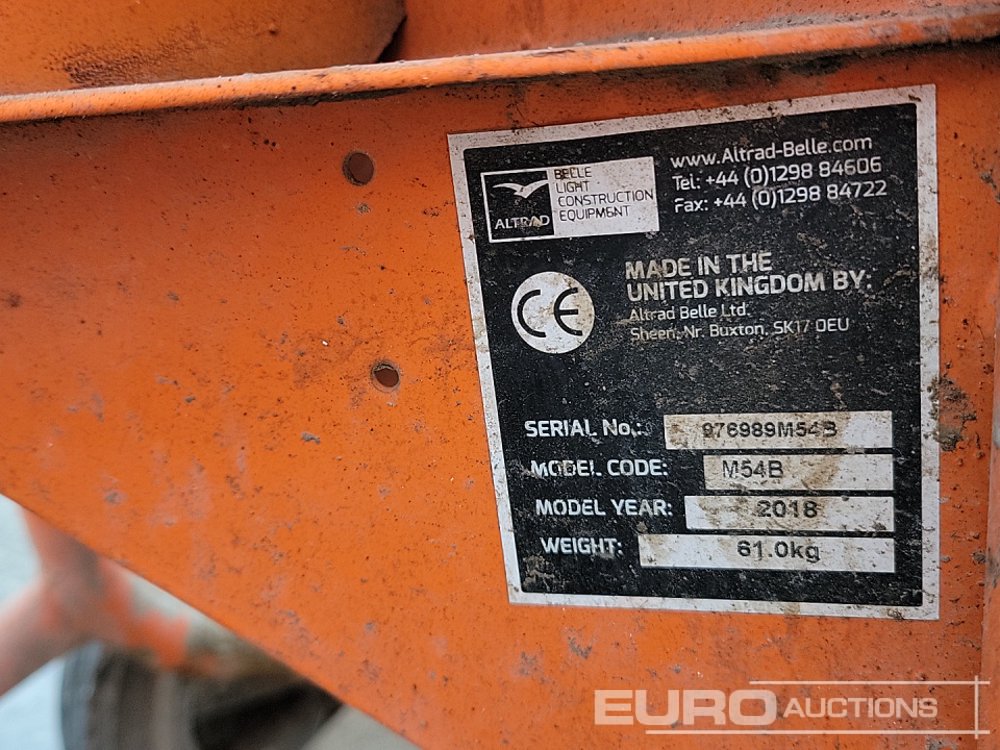 ALTRAD
BELLE
LIGHT
CONSTRUCTION
EQUIPMENT
www.Altrad-Belle.com
Tel: +44 (0)1298 84606
Fax: +44 (0)1298 84722
CE
MADE IN THE
UNITED KINGDOM BY:
Altrad Belle Ltd.
Sheen, Nr. Buxton, SK17 0EU
SERIAL No.: 976989M54B
MODEL CODE: M54B
MODEL YEAR: 2018
WEIGHT: 61.0kg
EURO AUCTIONS